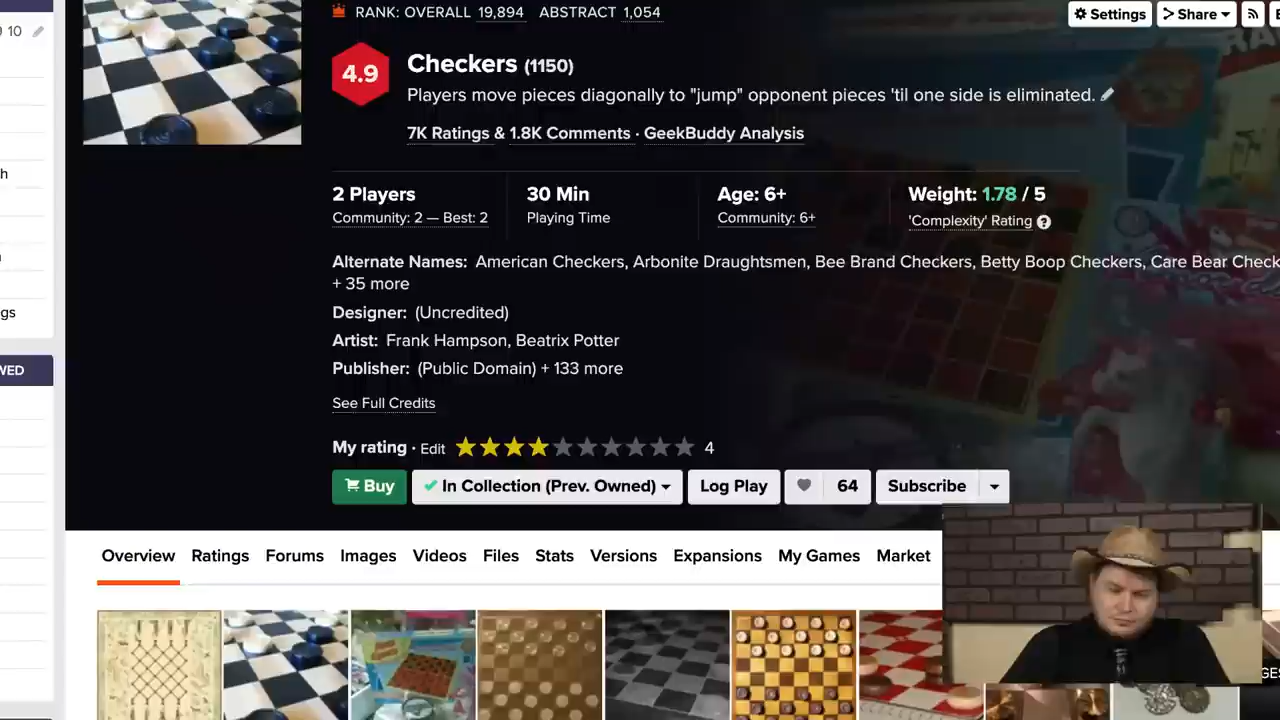 RANK: OVERALL 19,894 ABSTRACT 1,054
Settings
Share
9 10
4.9
Checkers (1150)
Players move pieces diagonally to "jump" opponent pieces 'til one side is eliminated.
7K Ratings & 1.8K Comments · GeekBuddy Analysis
2 Players
Community: 2 — Best: 2
30 Min
Playing Time
Age: 6+
Community: 6+
Weight: 1.78 / 5
'Complexity' Rating ?
Alternate Names: American Checkers, Arbonite Draughtsmen, Bee Brand Checkers, Betty Boop Checkers, Care Bear Check
+ 35 more
Designer: (Uncredited)
Artist: Frank Hampson, Beatrix Potter
Publisher: (Public Domain) + 133 more
See Full Credits
My rating · Edit 4
Buy
In Collection (Prev. Owned)
Log Play
64
Subscribe
Overview Ratings Forums Images Videos Files Stats Versions Expansions My Games Market
gs
WED